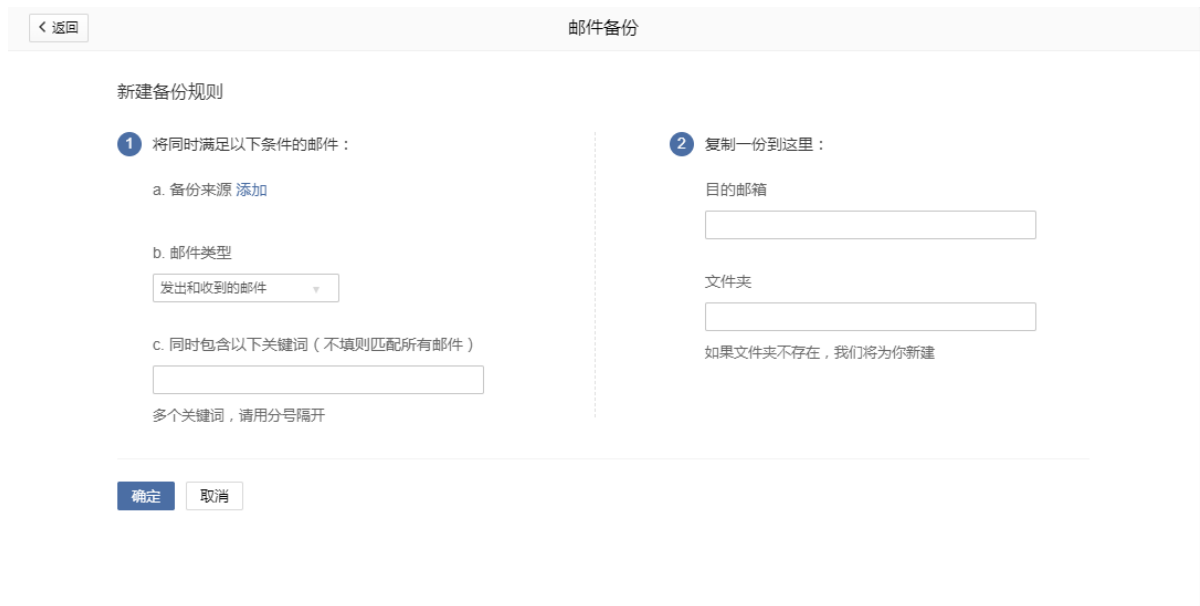 返回
邮件备份
新建备份规则
1 将同时满足以下条件的邮件：
a. 备份来源 添加
b. 邮件类型
发出和收到的邮件
c. 同时包含以下关键词（不填则匹配所有邮件）
多个关键词，请用分号隔开
2 复制一份到这里：
目的邮箱
文件夹
如果文件夹不存在，我们将为你新建
确定 取消